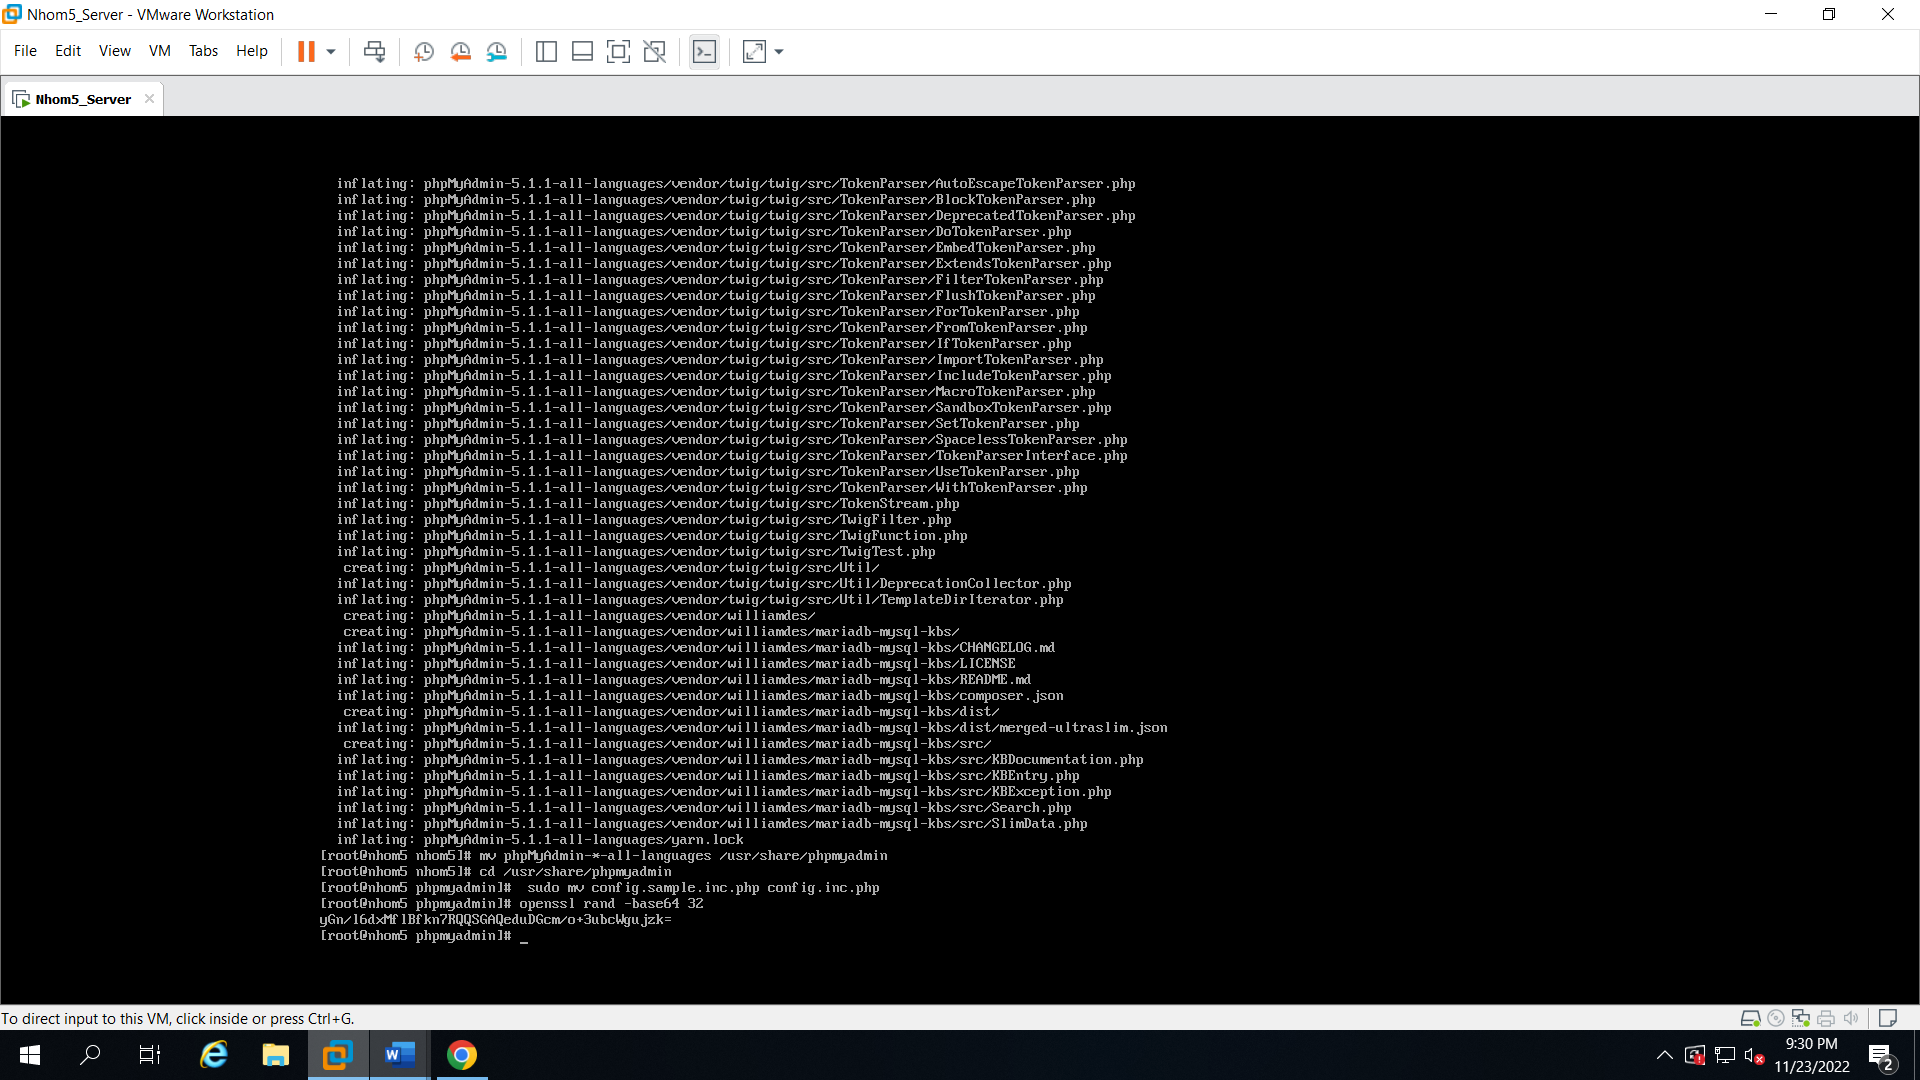 Nhom5_Server - VMware Workstation
File Edit View VM Tabs Help
Nhom5_Server
inflating: phpMyAdmin-5.1.1-all-languages/vendor/twig/twig/src/TokenParser/AutoEscapeTokenParser.php
inflating: phpMyAdmin-5.1.1-all-languages/vendor/twig/twig/src/TokenParser/BlockTokenParser.php
inflating: phpMyAdmin-5.1.1-all-languages/vendor/twig/twig/src/TokenParser/DeprecatedTokenParser.php
inflating: phpMyAdmin-5.1.1-all-languages/vendor/twig/twig/src/TokenParser/DoTokenParser.php
inflating: phpMyAdmin-5.1.1-all-languages/vendor/twig/twig/src/TokenParser/EmbedTokenParser.php
inflating: phpMyAdmin-5.1.1-all-languages/vendor/twig/twig/src/TokenParser/ExtendsTokenParser.php
inflating: phpMyAdmin-5.1.1-all-languages/vendor/twig/twig/src/TokenParser/FilterTokenParser.php
inflating: phpMyAdmin-5.1.1-all-languages/vendor/twig/twig/src/TokenParser/FlushTokenParser.php
inflating: phpMyAdmin-5.1.1-all-languages/vendor/twig/twig/src/TokenParser/ForTokenParser.php
inflating: phpMyAdmin-5.1.1-all-languages/vendor/twig/twig/src/TokenParser/FromTokenParser.php
inflating: phpMyAdmin-5.1.1-all-languages/vendor/twig/twig/src/TokenParser/IfTokenParser.php
inflating: phpMyAdmin-5.1.1-all-languages/vendor/twig/twig/src/TokenParser/ImportTokenParser.php
inflating: phpMyAdmin-5.1.1-all-languages/vendor/twig/twig/src/TokenParser/IncludeTokenParser.php
inflating: phpMyAdmin-5.1.1-all-languages/vendor/twig/twig/src/TokenParser/MacroTokenParser.php
inflating: phpMyAdmin-5.1.1-all-languages/vendor/twig/twig/src/TokenParser/SandboxTokenParser.php
inflating: phpMyAdmin-5.1.1-all-languages/vendor/twig/twig/src/TokenParser/SetTokenParser.php
inflating: phpMyAdmin-5.1.1-all-languages/vendor/twig/twig/src/TokenParser/SpacelessTokenParser.php
inflating: phpMyAdmin-5.1.1-all-languages/vendor/twig/twig/src/TokenParser/TokenParserInterface.php
inflating: phpMyAdmin-5.1.1-all-languages/vendor/twig/twig/src/TokenParser/UseTokenParser.php
inflating: phpMyAdmin-5.1.1-all-languages/vendor/twig/twig/src/TokenParser/WithTokenParser.php
inflating: phpMyAdmin-5.1.1-all-languages/vendor/twig/twig/src/TokenStream.php
inflating: phpMyAdmin-5.1.1-all-languages/vendor/twig/twig/src/TwigFilter.php
inflating: phpMyAdmin-5.1.1-all-languages/vendor/twig/twig/src/TwigFunction.php
inflating: phpMyAdmin-5.1.1-all-languages/vendor/twig/twig/src/TwigTest.php
creating: phpMyAdmin-5.1.1-all-languages/vendor/twig/twig/src/Util/
inflating: phpMyAdmin-5.1.1-all-languages/vendor/twig/twig/src/Util/DeprecationCollector.php
inflating: phpMyAdmin-5.1.1-all-languages/vendor/twig/twig/src/Util/TemplateDirIterator.php
creating: phpMyAdmin-5.1.1-all-languages/vendor/williamdes/
creating: phpMyAdmin-5.1.1-all-languages/vendor/williamdes/mariadb-mysql-kbs/
inflating: phpMyAdmin-5.1.1-all-languages/vendor/williamdes/mariadb-mysql-kbs/CHANGELOG.md
inflating: phpMyAdmin-5.1.1-all-languages/vendor/williamdes/mariadb-mysql-kbs/LICENSE
inflating: phpMyAdmin-5.1.1-all-languages/vendor/williamdes/mariadb-mysql-kbs/README.md
inflating: phpMyAdmin-5.1.1-all-languages/vendor/williamdes/mariadb-mysql-kbs/composer.json
creating: phpMyAdmin-5.1.1-all-languages/vendor/williamdes/mariadb-mysql-kbs/dist/
inflating: phpMyAdmin-5.1.1-all-languages/vendor/williamdes/mariadb-mysql-kbs/dist/merged-ultraslim.json
creating: phpMyAdmin-5.1.1-all-languages/vendor/williamdes/mariadb-mysql-kbs/src/
inflating: phpMyAdmin-5.1.1-all-languages/vendor/williamdes/mariadb-mysql-kbs/src/KBDocumentation.php
inflating: phpMyAdmin-5.1.1-all-languages/vendor/williamdes/mariadb-mysql-kbs/src/KBEntry.php
inflating: phpMyAdmin-5.1.1-all-languages/vendor/williamdes/mariadb-mysql-kbs/src/KBException.php
inflating: phpMyAdmin-5.1.1-all-languages/vendor/williamdes/mariadb-mysql-kbs/src/Search.php
inflating: phpMyAdmin-5.1.1-all-languages/vendor/williamdes/mariadb-mysql-kbs/src/SlimData.php
inflating: phpMyAdmin-5.1.1-all-languages/yarn.lock
[root@nhom5 nhom5]# mv phpMyAdmin-*-all-languages /usr/share/phpmyadmin
[root@nhom5 nhom5]# cd /usr/share/phpmyadmin
[root@nhom5 phpmyadmin]#  sudo mv config.sample.inc.php config.inc.php
[root@nhom5 phpmyadmin]# openssl rand -base64 32
yGn/l6dxMflBfkn7RQQSGAQeduDGcm/o+3ubcWgujzk=
[root@nhom5 phpmyadmin]# _
To direct input to this VM, click inside or press Ctrl+G.
9:30 PM
11/23/2022
2